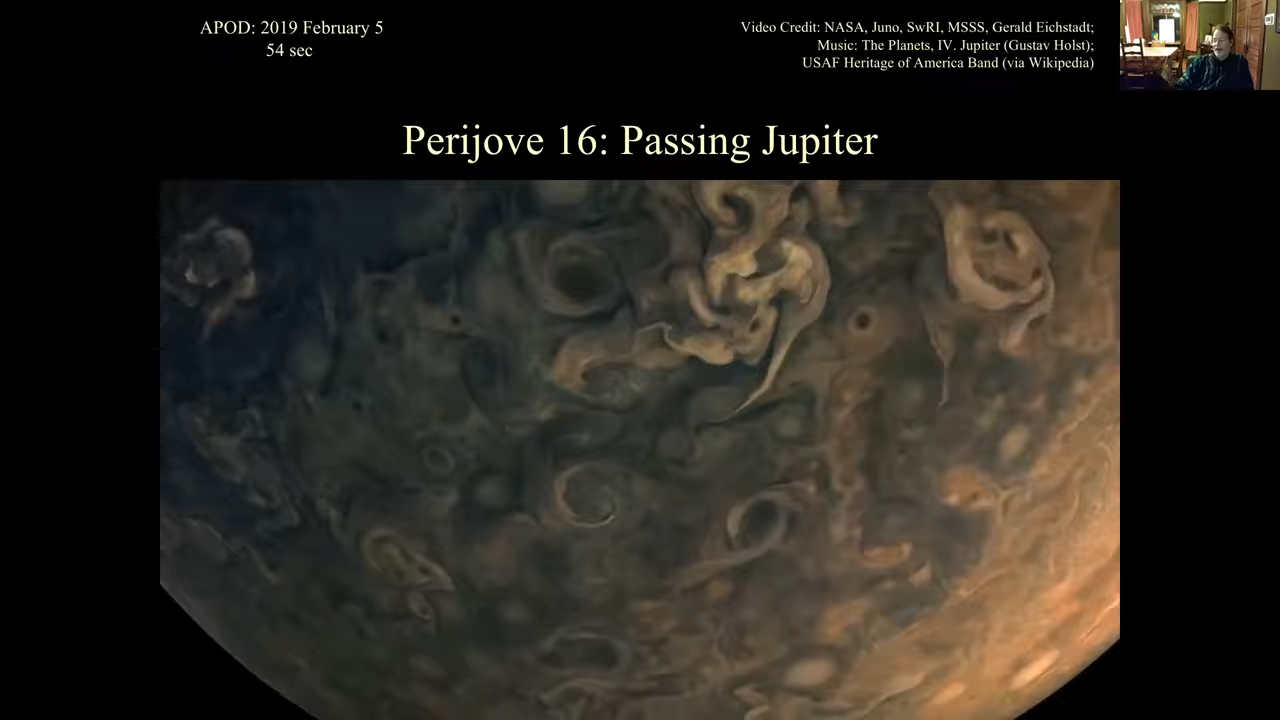 APOD: 2019 February 5
54 sec
Video Credit: NASA, Juno, SwRI, MSSS, Gerald Eichstadt;
Music: The Planets, IV. Jupiter (Gustav Holst);
USAF Heritage of America Band (via Wikipedia)
Perijove 16: Passing Jupiter